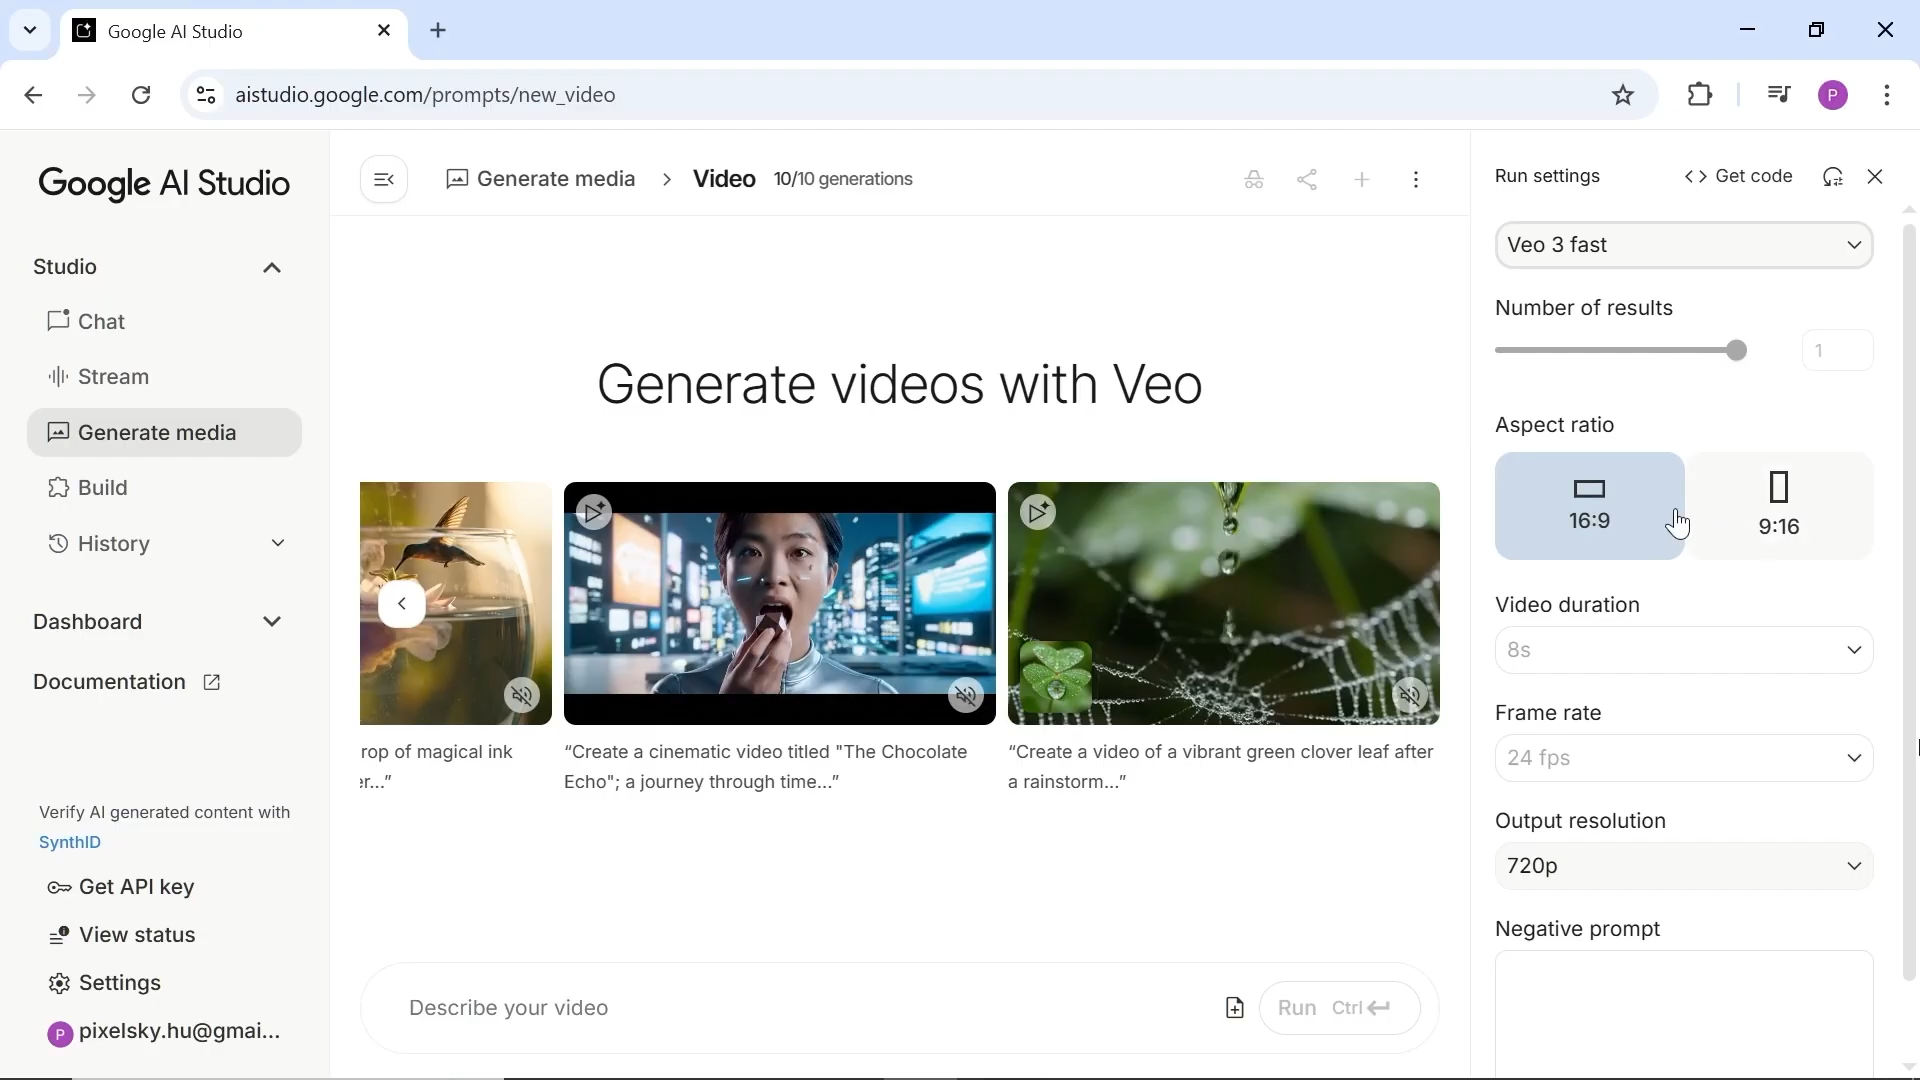 Google AI Studio
aistudio.google.com/prompts/new_video
P
Google AI Studio
Studio
Chat
Stream
Generate media
Build
History
Dashboard
Documentation
Verify AI generated content with
SynthID
Get API key
View status
Settings
P pixelsky.hu@gmai...
Generate media > Video 10/10 generations
Generate videos with Veo
rop of magical ink
er...”
“Create a cinematic video titled "The Chocolate
Echo"; a journey through time...”
“Create a video of a vibrant green clover leaf after
a rainstorm...”
Describe your video
Run Ctrl
Run settings
Get code
Veo 3 fast
Number of results
1
Aspect ratio
16:9
9:16
Video duration
8s
Frame rate
24 fps
Output resolution
720p
Negative prompt